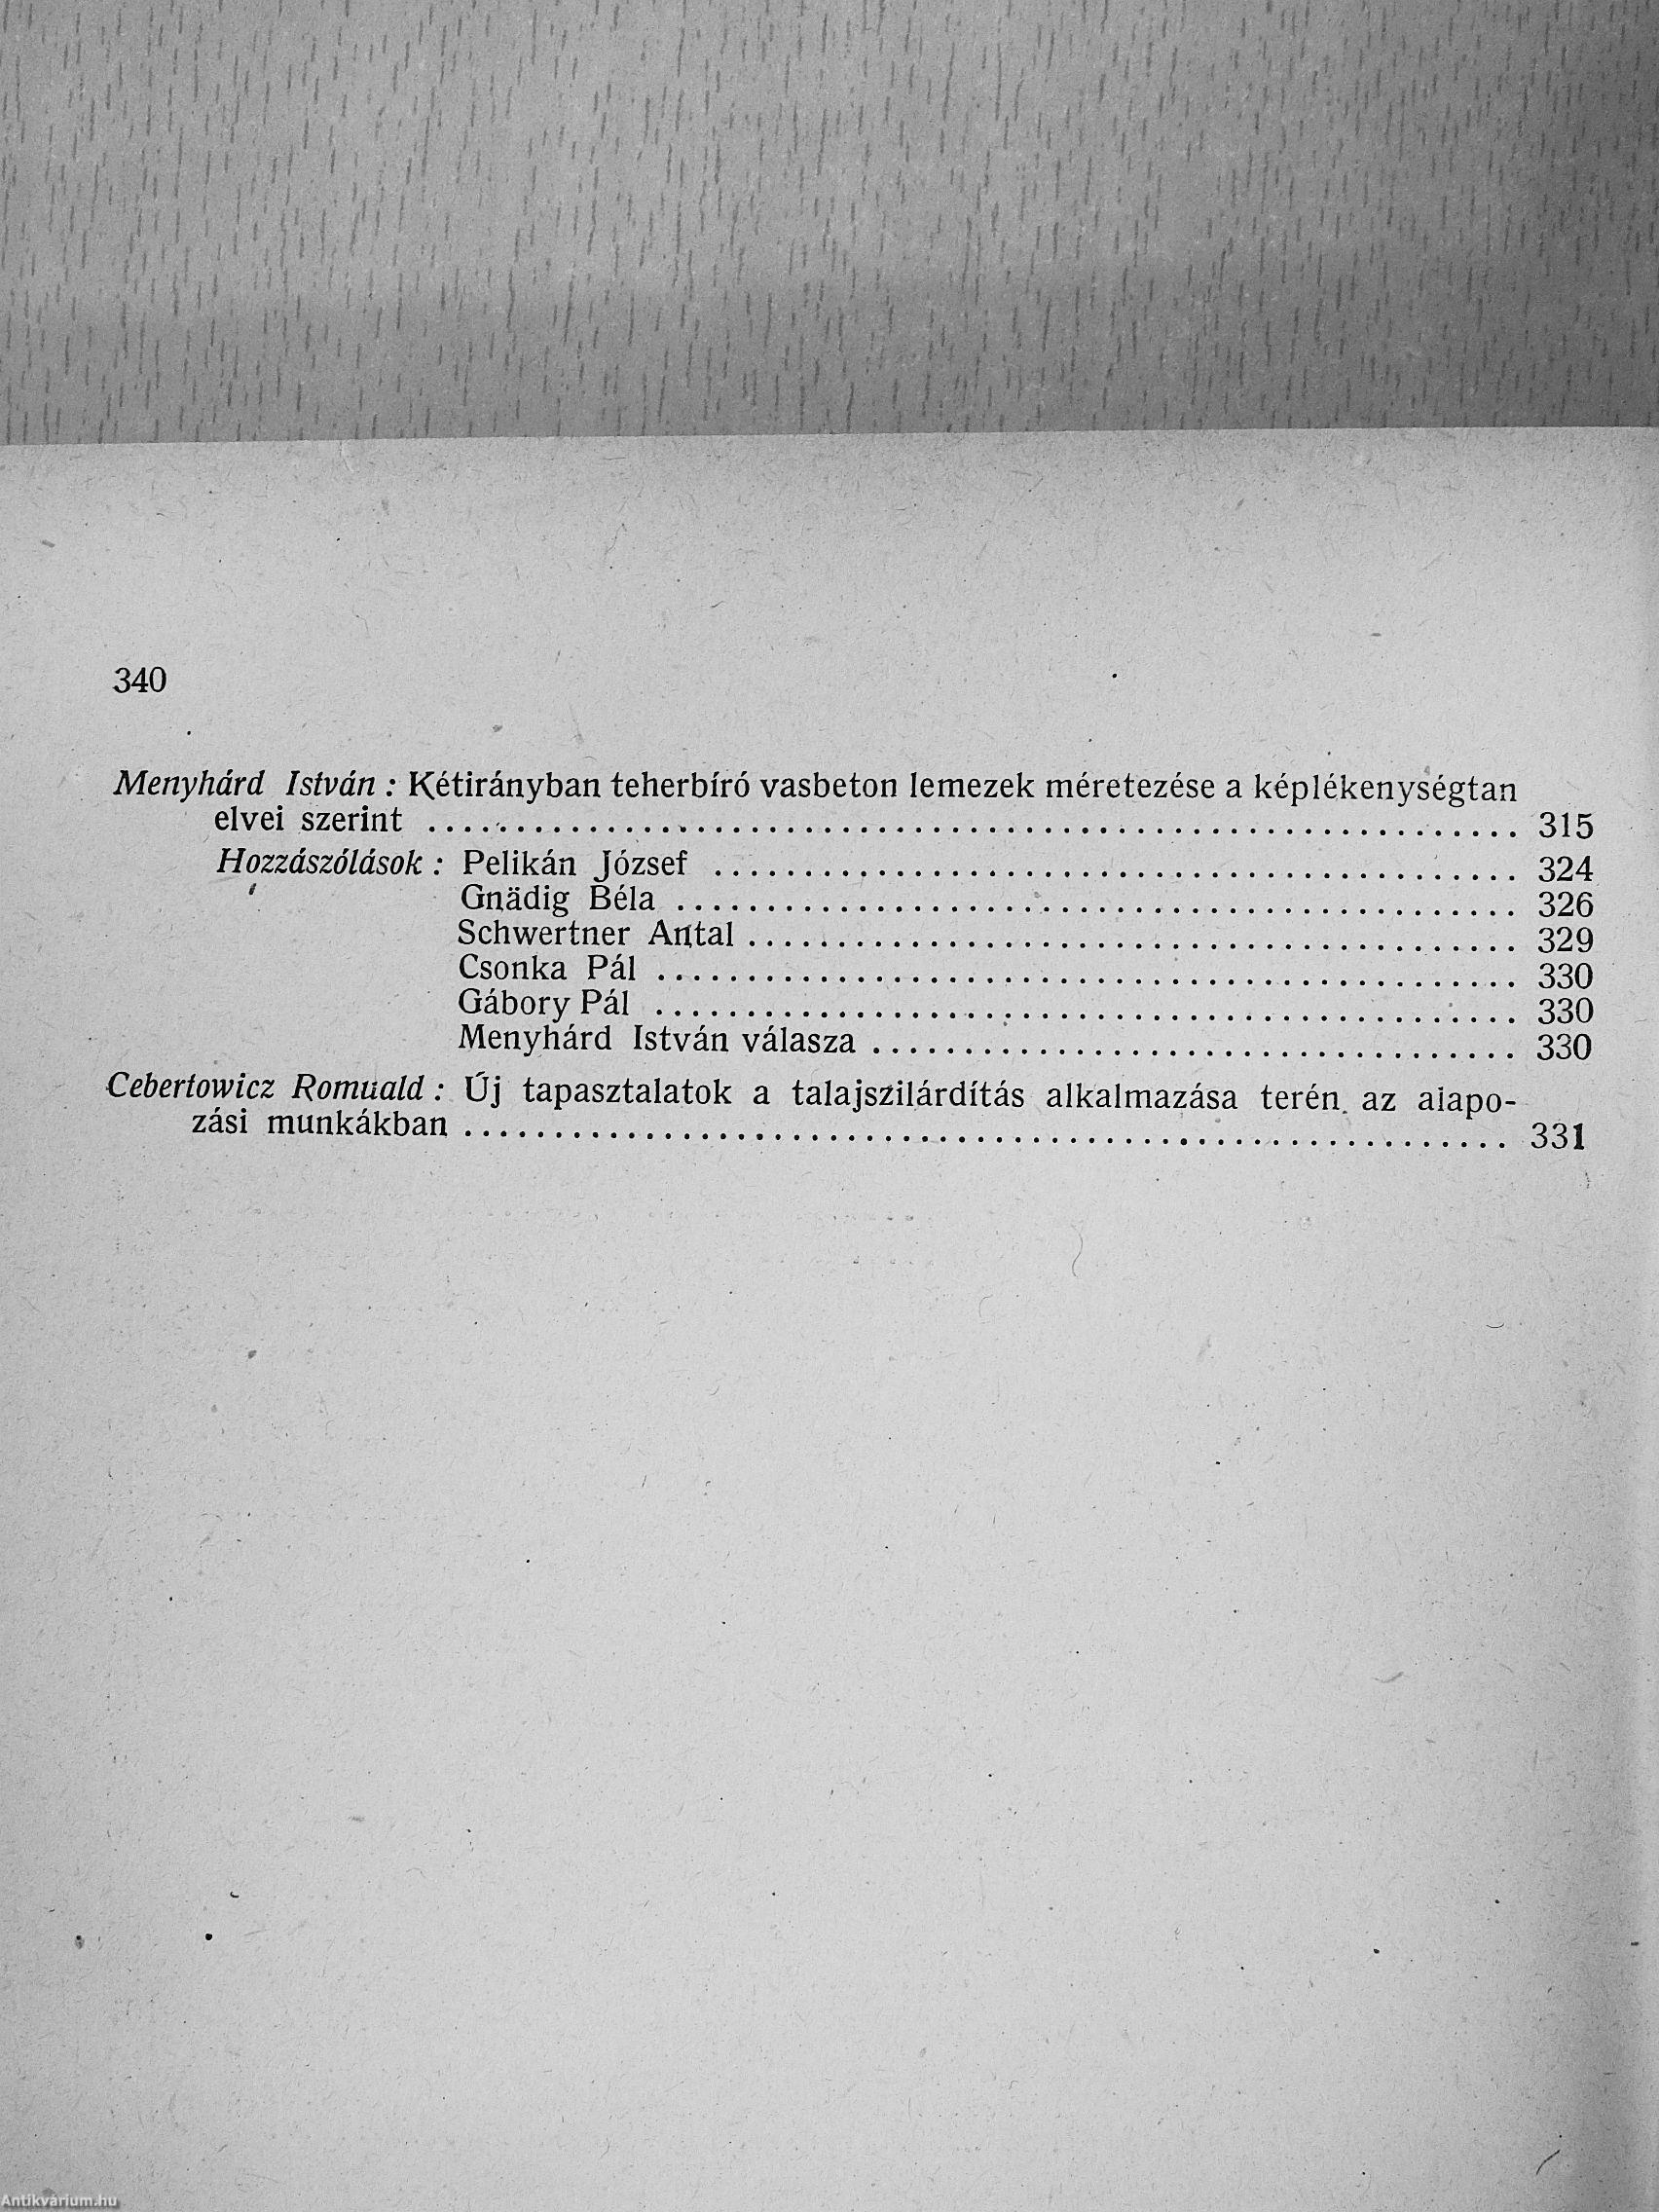 340
Menyhárd István : Kétirányban teherbíró vasbeton lemezek méretezése a képlékenységtan
elvei szerint ........................................ 315
Hozzászólások : Pelikán József ........................................ 324
Gnädig Béla ........................................ 326
Schwertner Antal ........................................ 329
Csonka Pál ........................................ 330
Gábory Pál ........................................ 330
Menyhárd István válasza ........................................ 330
Cebertowicz Romuald : Új tapasztalatok a talajszilárdítás alkalmazása terén az alapo-
zási munkákban ........................................ 331
Antikvárium.hu